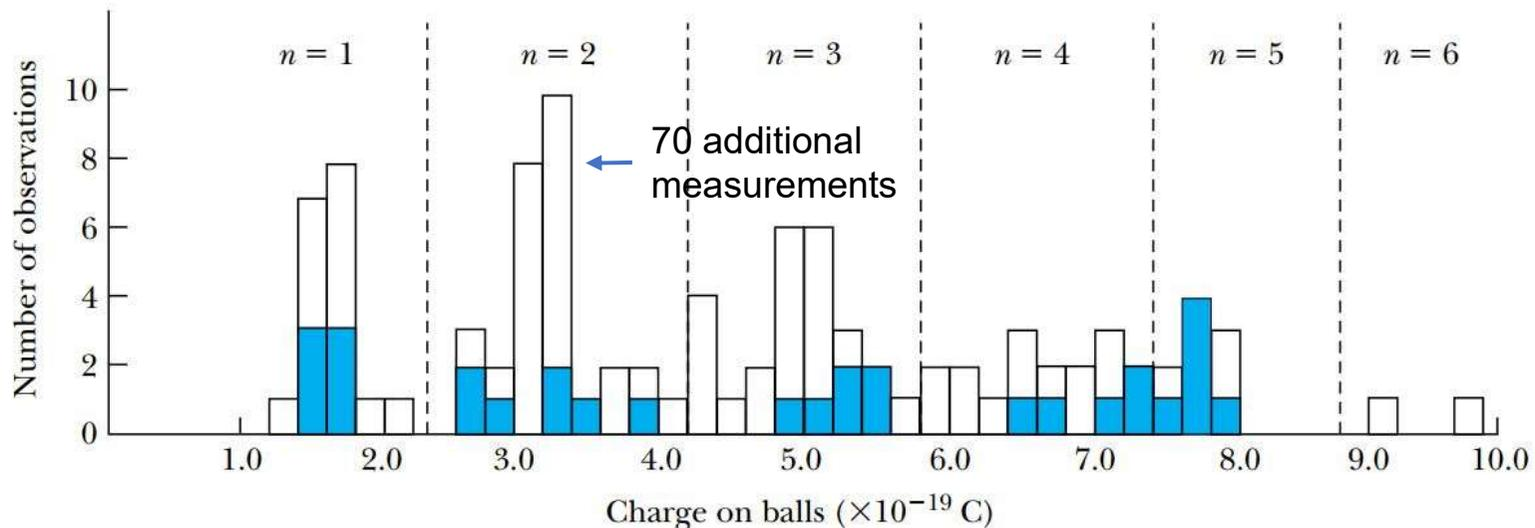 n = 1
n = 2
n = 3
n = 4
n = 5
n = 6
Number of observations
10
8
6
4
2
0
70 additional
measurements
1.0
2.0
3.0
4.0
5.0
6.0
7.0
8.0
9.0
10.0
Charge on balls (×10⁻¹⁹ C)